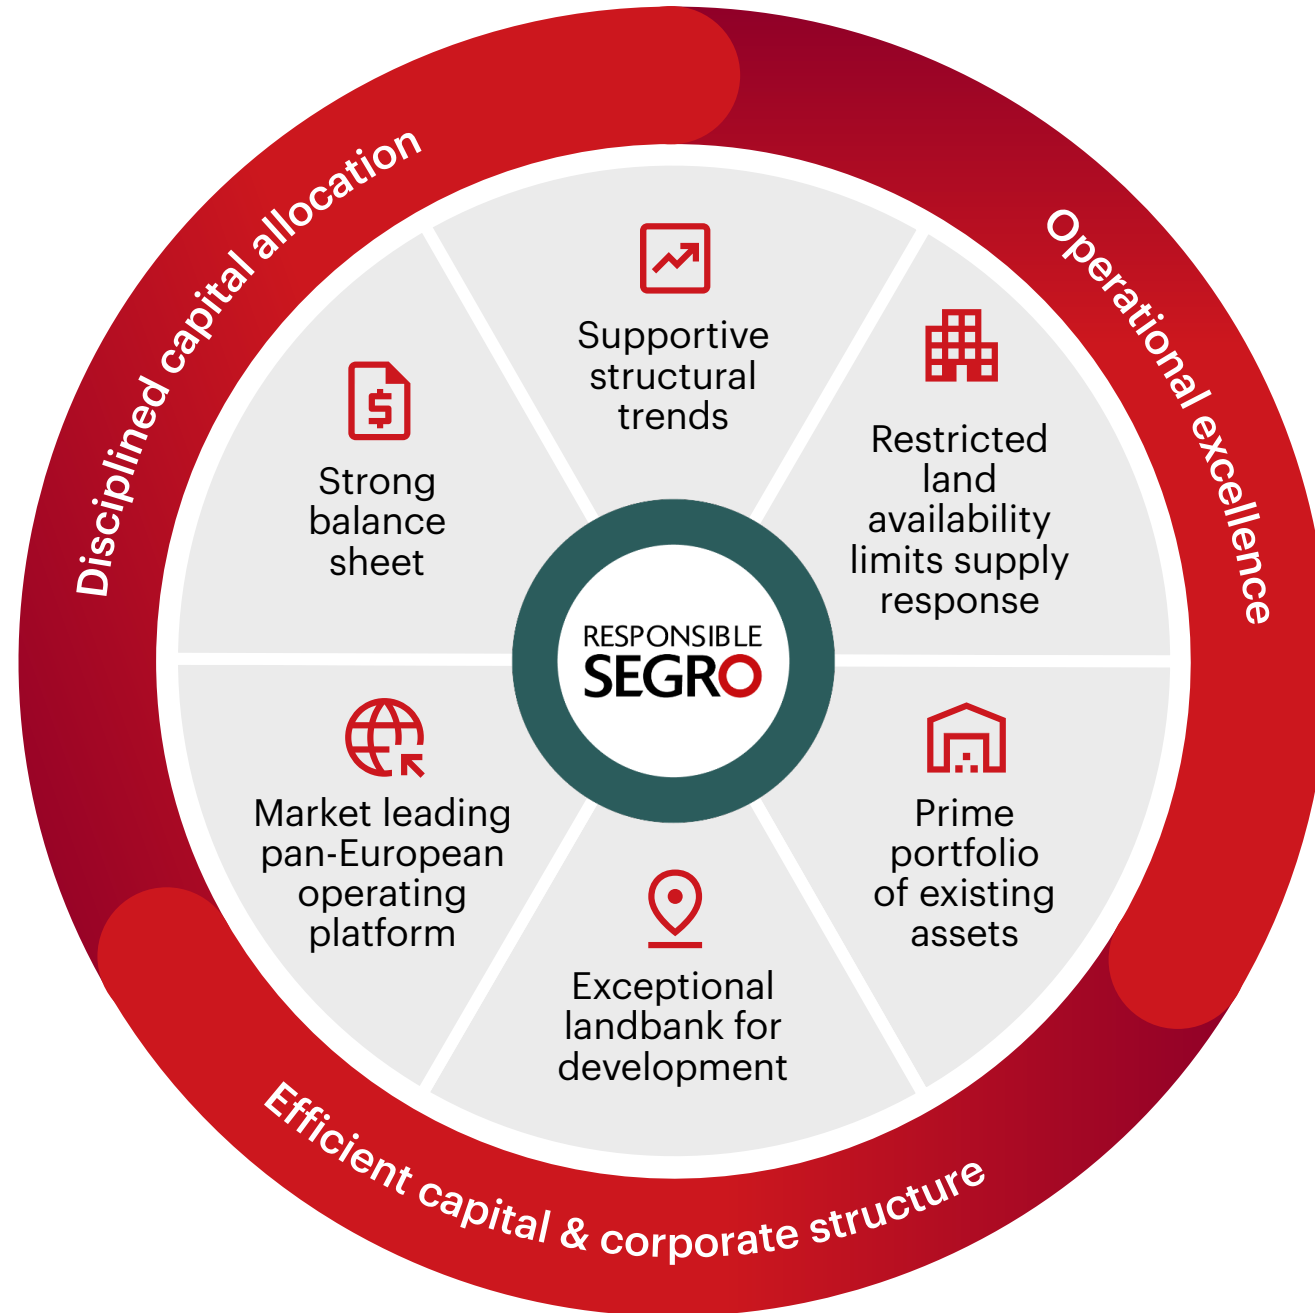 Disciplined capital allocation
Operational excellence
Efficient capital & corporate structure
Supportive
structural
trends
Restricted
land
availability
limits supply
response
Prime
portfolio
of existing
assets
Exceptional
landbank for
development
Market leading
pan-European
operating
platform
Strong
balance
sheet
RESPONSIBLE
SEGRO